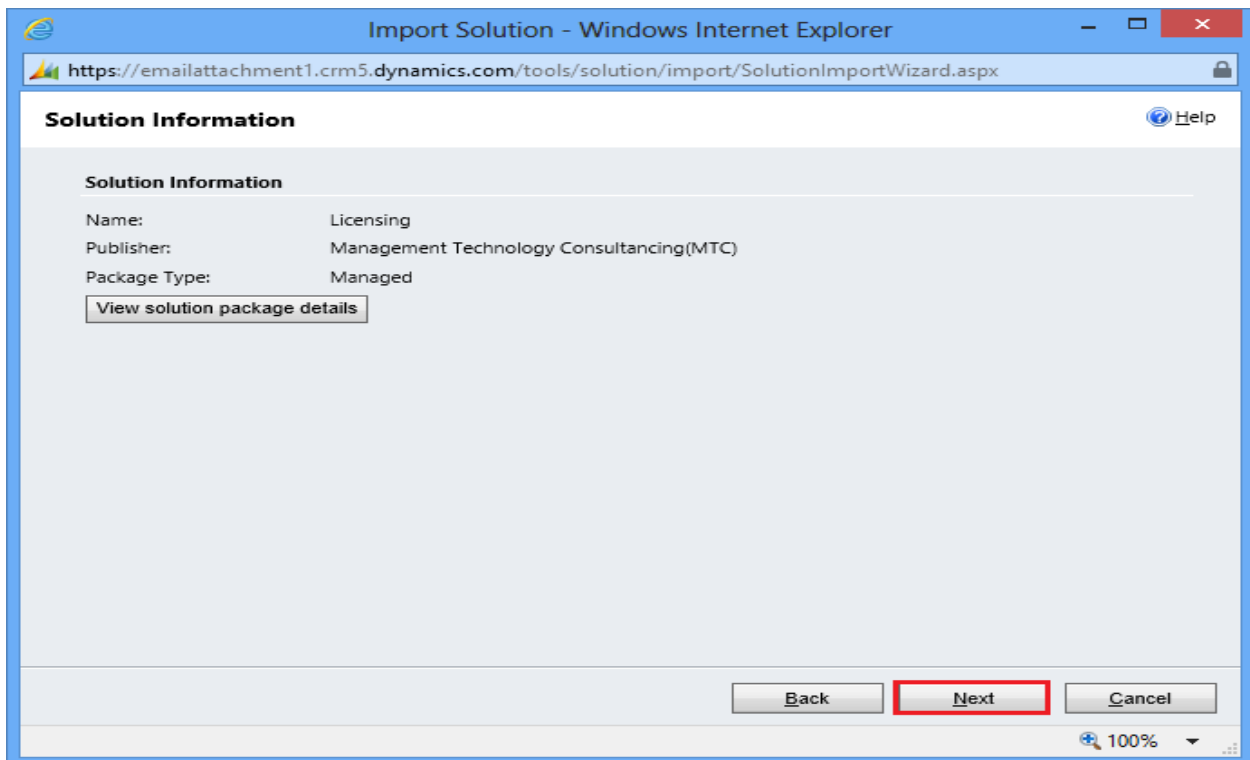 Import Solution - Windows Internet Explorer
https://emailattachment1.crm5.dynamics.com/tools/solution/import/SolutionImportWizard.aspx
Solution Information
Help
Solution Information
Name: Licensing
Publisher: Management Technology Consultancing(MTC)
Package Type: Managed
View solution package details
Back Next Cancel
100%